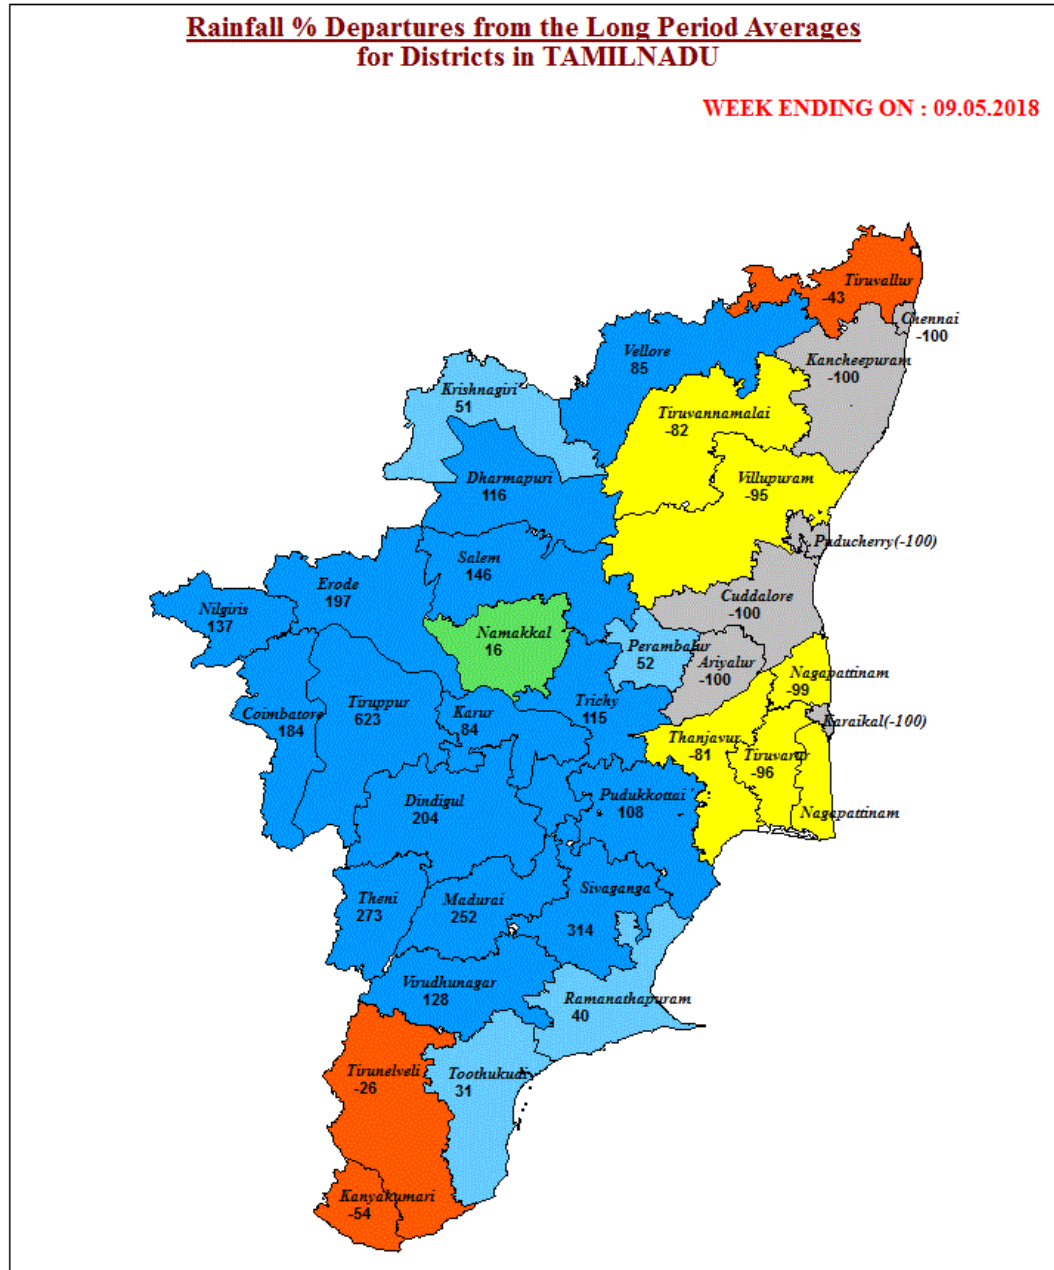 Rainfall % Departures from the Long Period Averages
for Districts in TAMILNADU
WEEK ENDING ON : 09.05.2018
Tiruvallur
-43
Chennai
-100
Kancheepuram
-100
Vellore
85
Krishnagiri
51
Tiruvannamalai
-82
Dharmapuri
116
Villupuram
-95
Puducherry(-100)
Salem
146
Erode
197
Cuddalore
-100
Nilgiris
137
Namakkal
16
Perambalur
52
Ariyalur
-100
Nagapattinam
-99
Coimbatore
184
Tiruppur
623
Karur
84
Trichy
115
Karaikal(-100)
Thanjavur
-81
Tiruvarur
-96
Dindigul
204
Pudukkottai
108
Nagapattinam
Theni
273
Madurai
252
Sivaganga
314
Virudhunagar
128
Ramanathapuram
40
Tirunelveli
-26
Toothukudi
31
Kanyakumari
-54